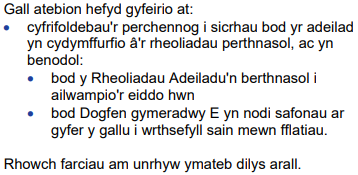 Gall atebion hefyd gyfeirio at:
• cyfrifoldebau'r perchennog i sicrhau bod yr adeilad
yn cydymffurfio â'r rheoliadau perthnasol, ac yn
benodol:
• bod y Rheoliadau Adeiladu'n berthnasol i
ailwampio'r eiddo hwn
• bod Dogfen gymeradwy E yn nodi safonau ar
gyfer y gallu i wrthsefyll sain mewn fflatiau.
Rhowch farciau am unrhyw ymateb dilys arall.